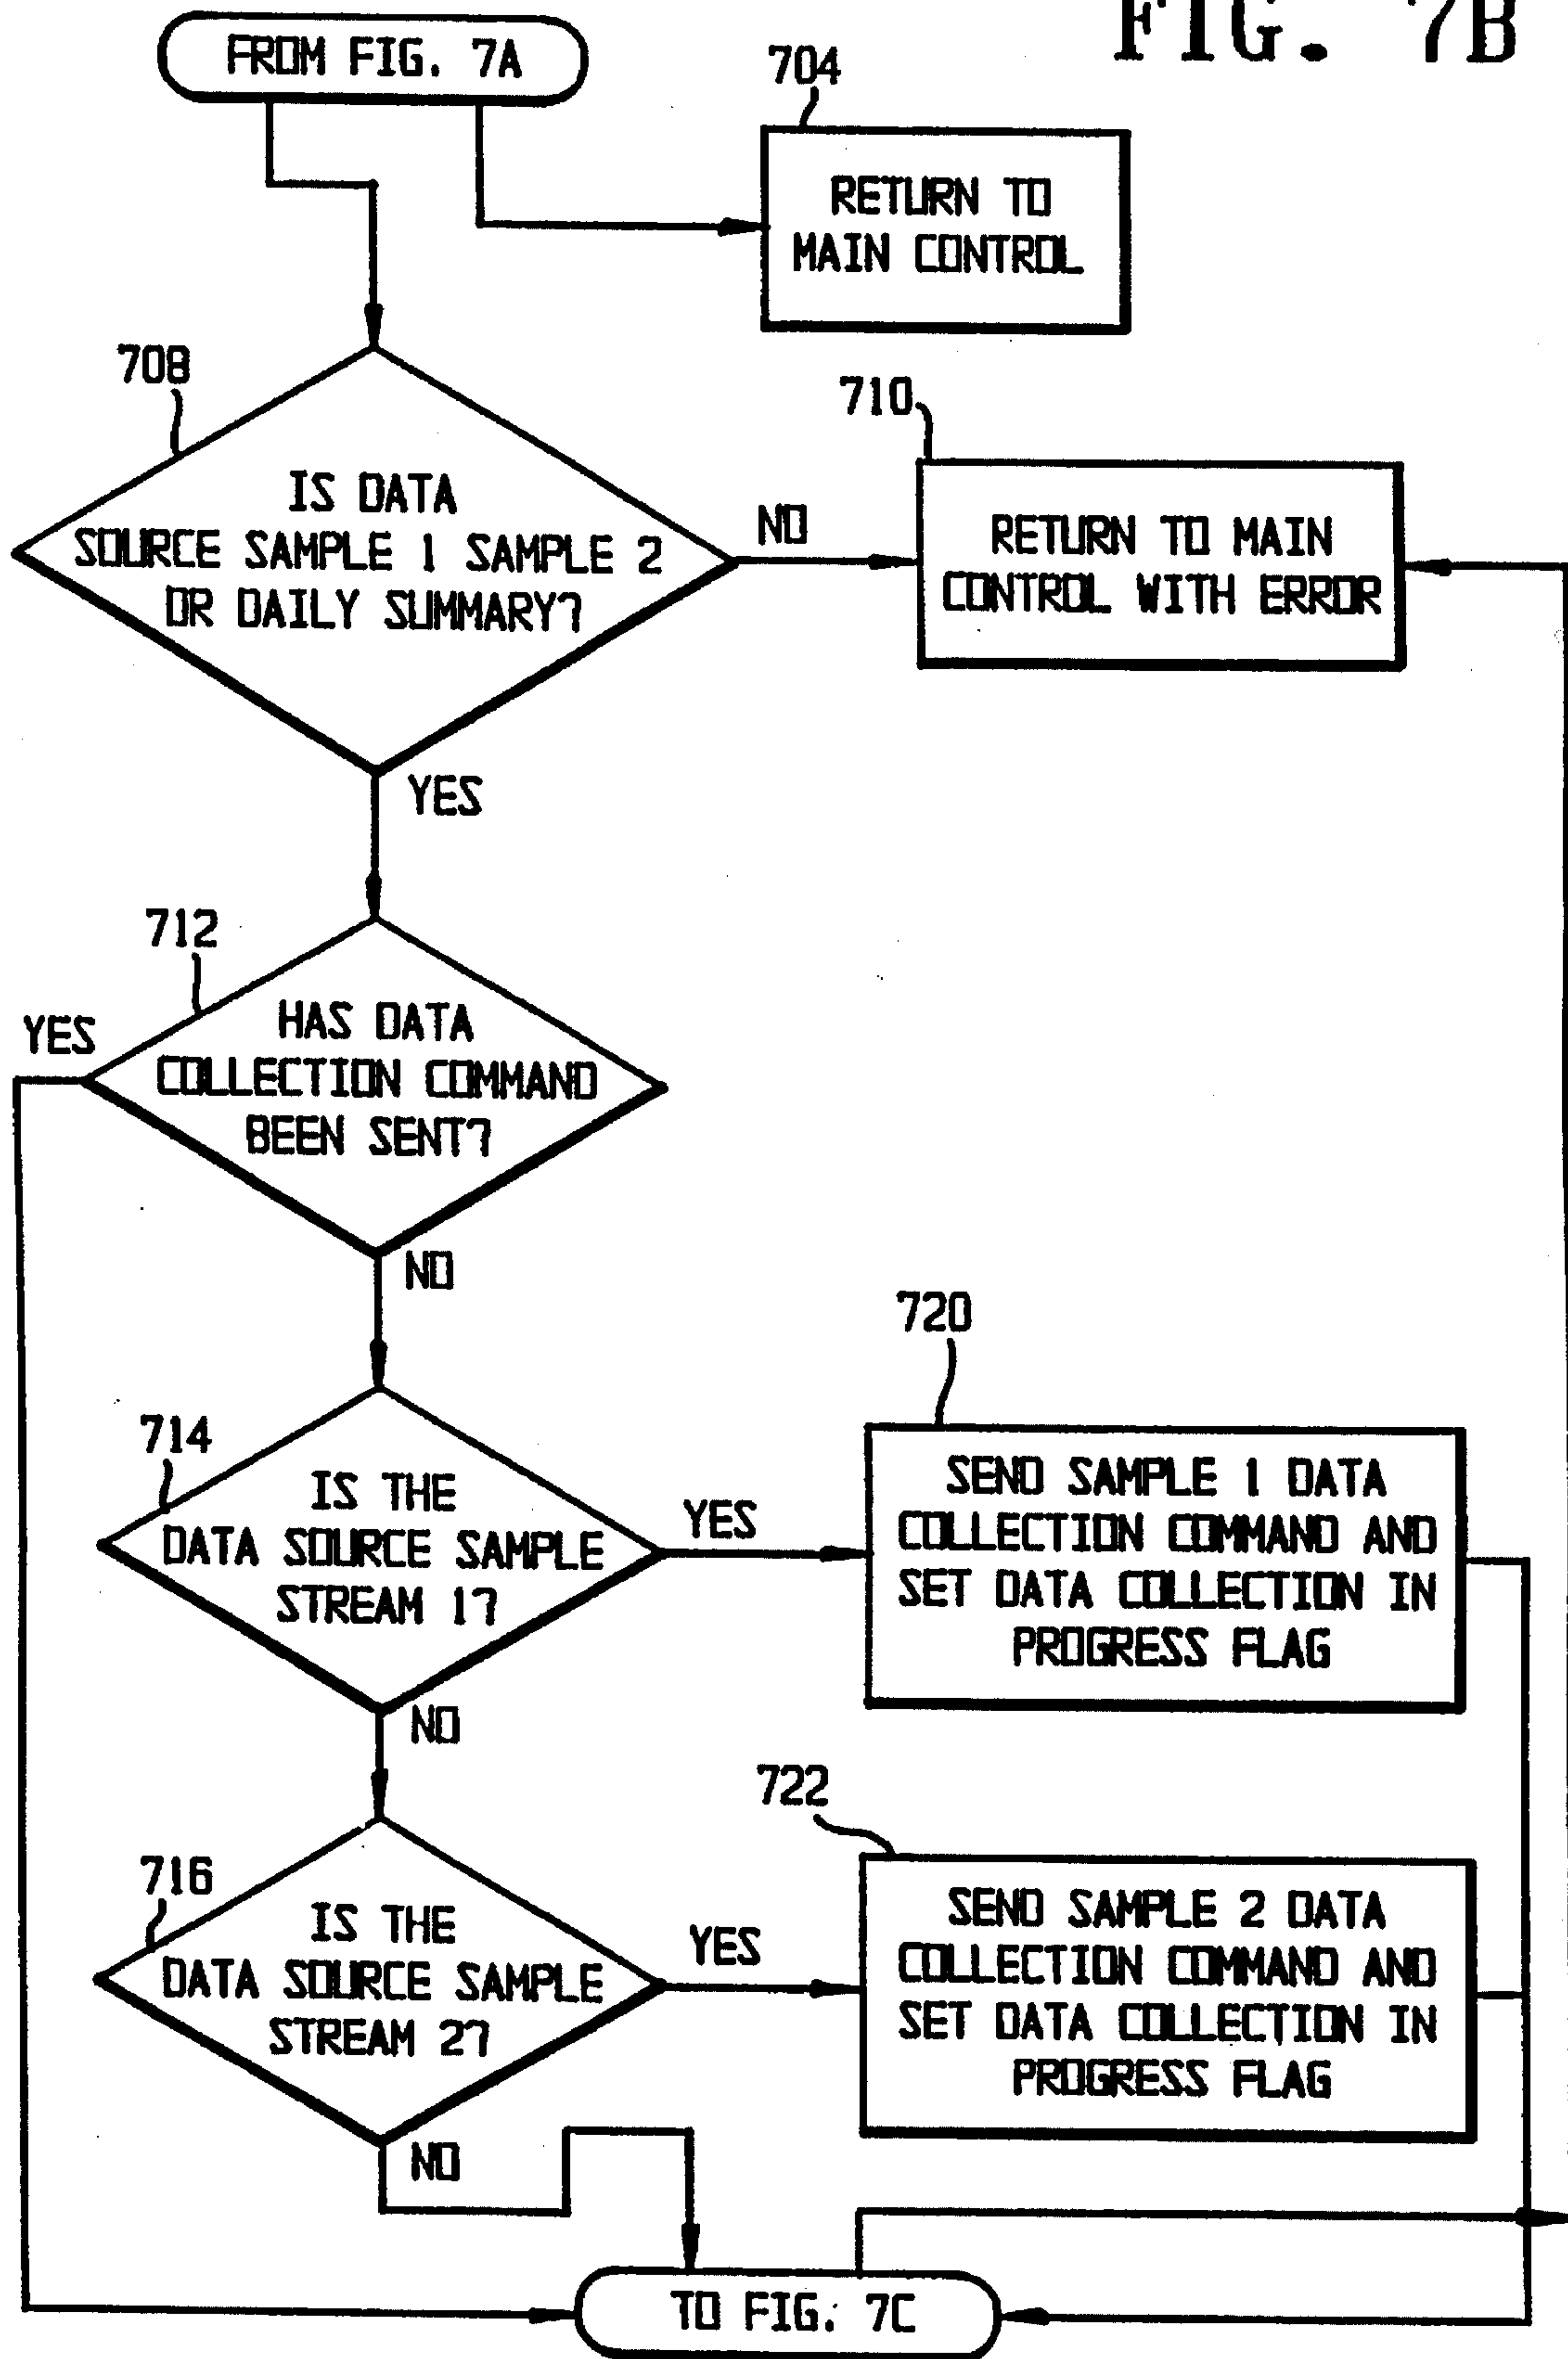 FIG. 7B
FROM FIG. 7A
704
RETURN TO
MAIN CONTROL
708
IS DATA
SOURCE SAMPLE 1 SAMPLE 2
OR DAILY SUMMARY?
NO
710
RETURN TO MAIN
CONTROL WITH ERROR
YES
712
HAS DATA
COLLECTION COMMAND
BEEN SENT?
YES
NO
714
IS THE
DATA SOURCE SAMPLE
STREAM 1?
YES
720
SEND SAMPLE 1 DATA
COLLECTION COMMAND AND
SET DATA COLLECTION IN
PROGRESS FLAG
NO
716
IS THE
DATA SOURCE SAMPLE
STREAM 2?
YES
722
SEND SAMPLE 2 DATA
COLLECTION COMMAND AND
SET DATA COLLECTION IN
PROGRESS FLAG
NO
TO FIG. 7C